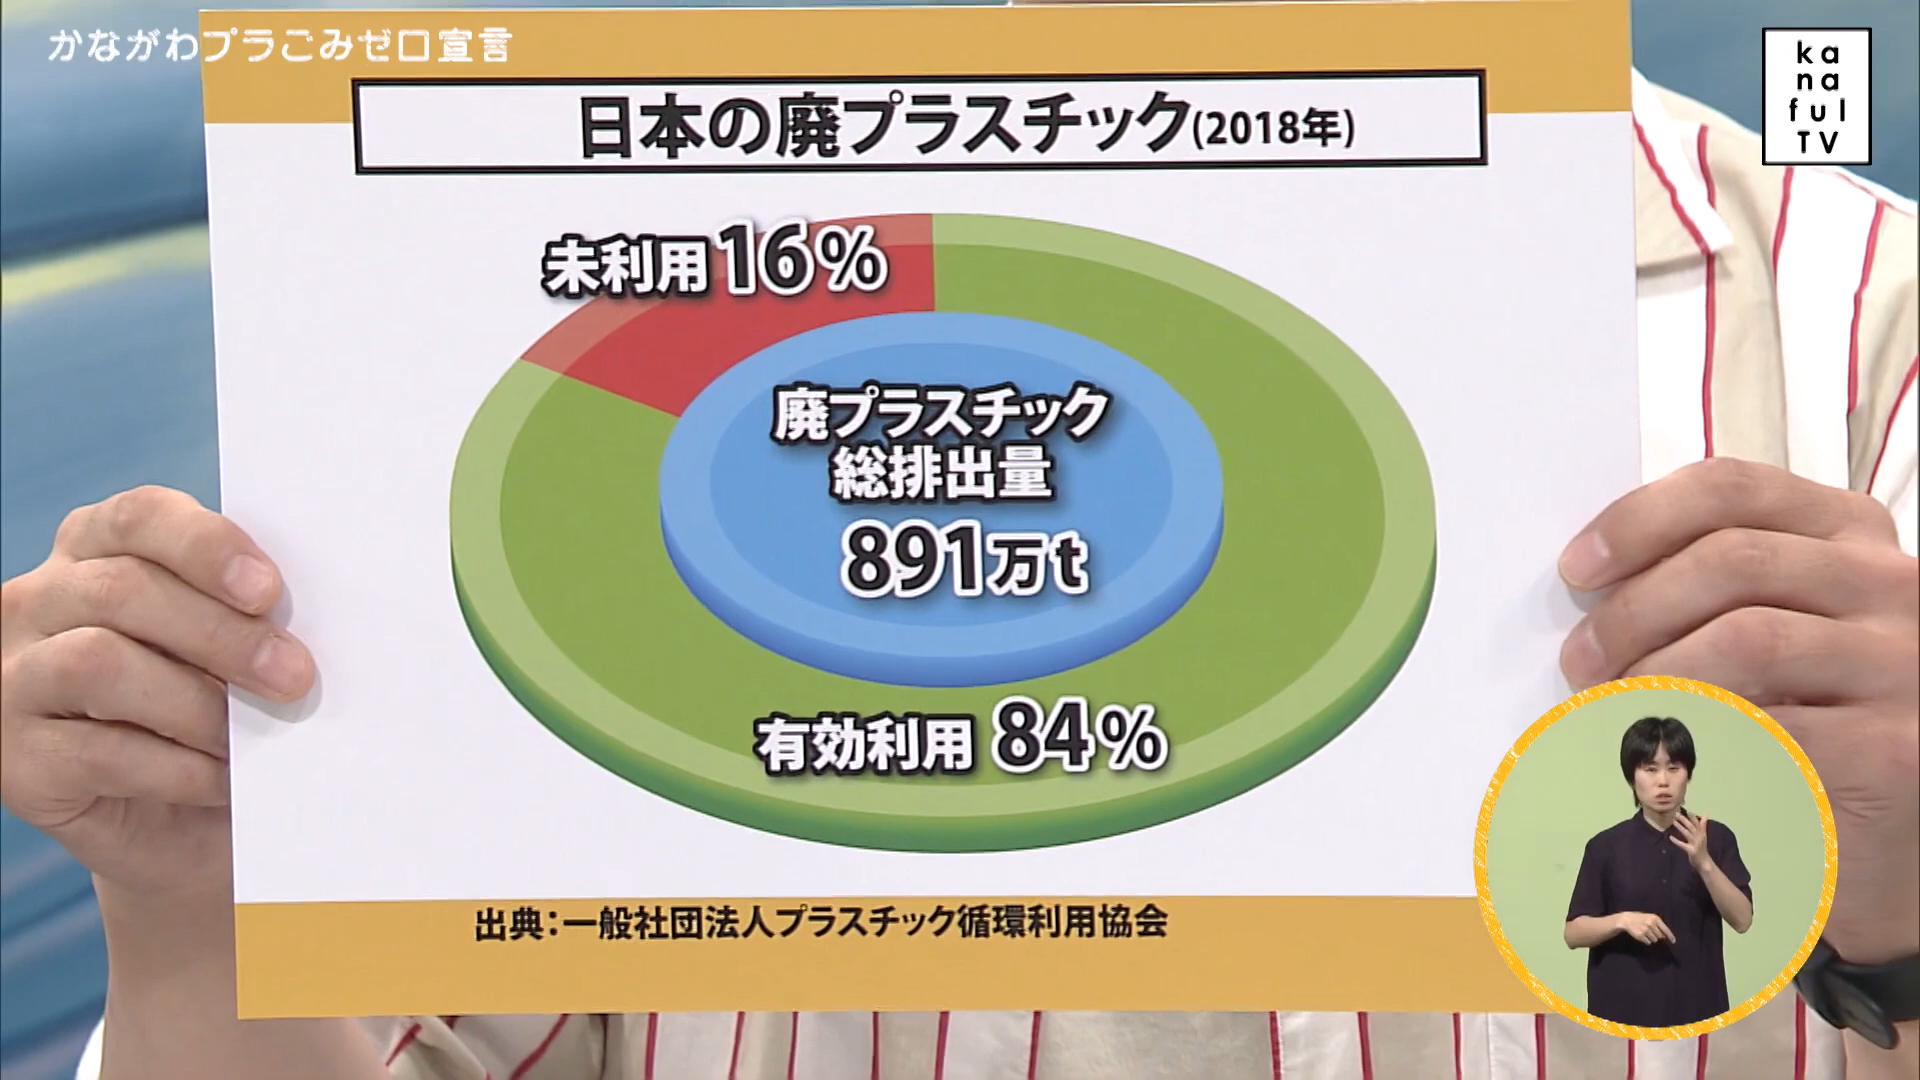 かながわプラごみゼロ宣言
ka
na
ful
TV
日本の廃プラスチック(2018年)
未利用16%
廃プラスチック
総排出量
891万t
有効利用 84%
出典:一般社団法人プラスチック循環利用協会